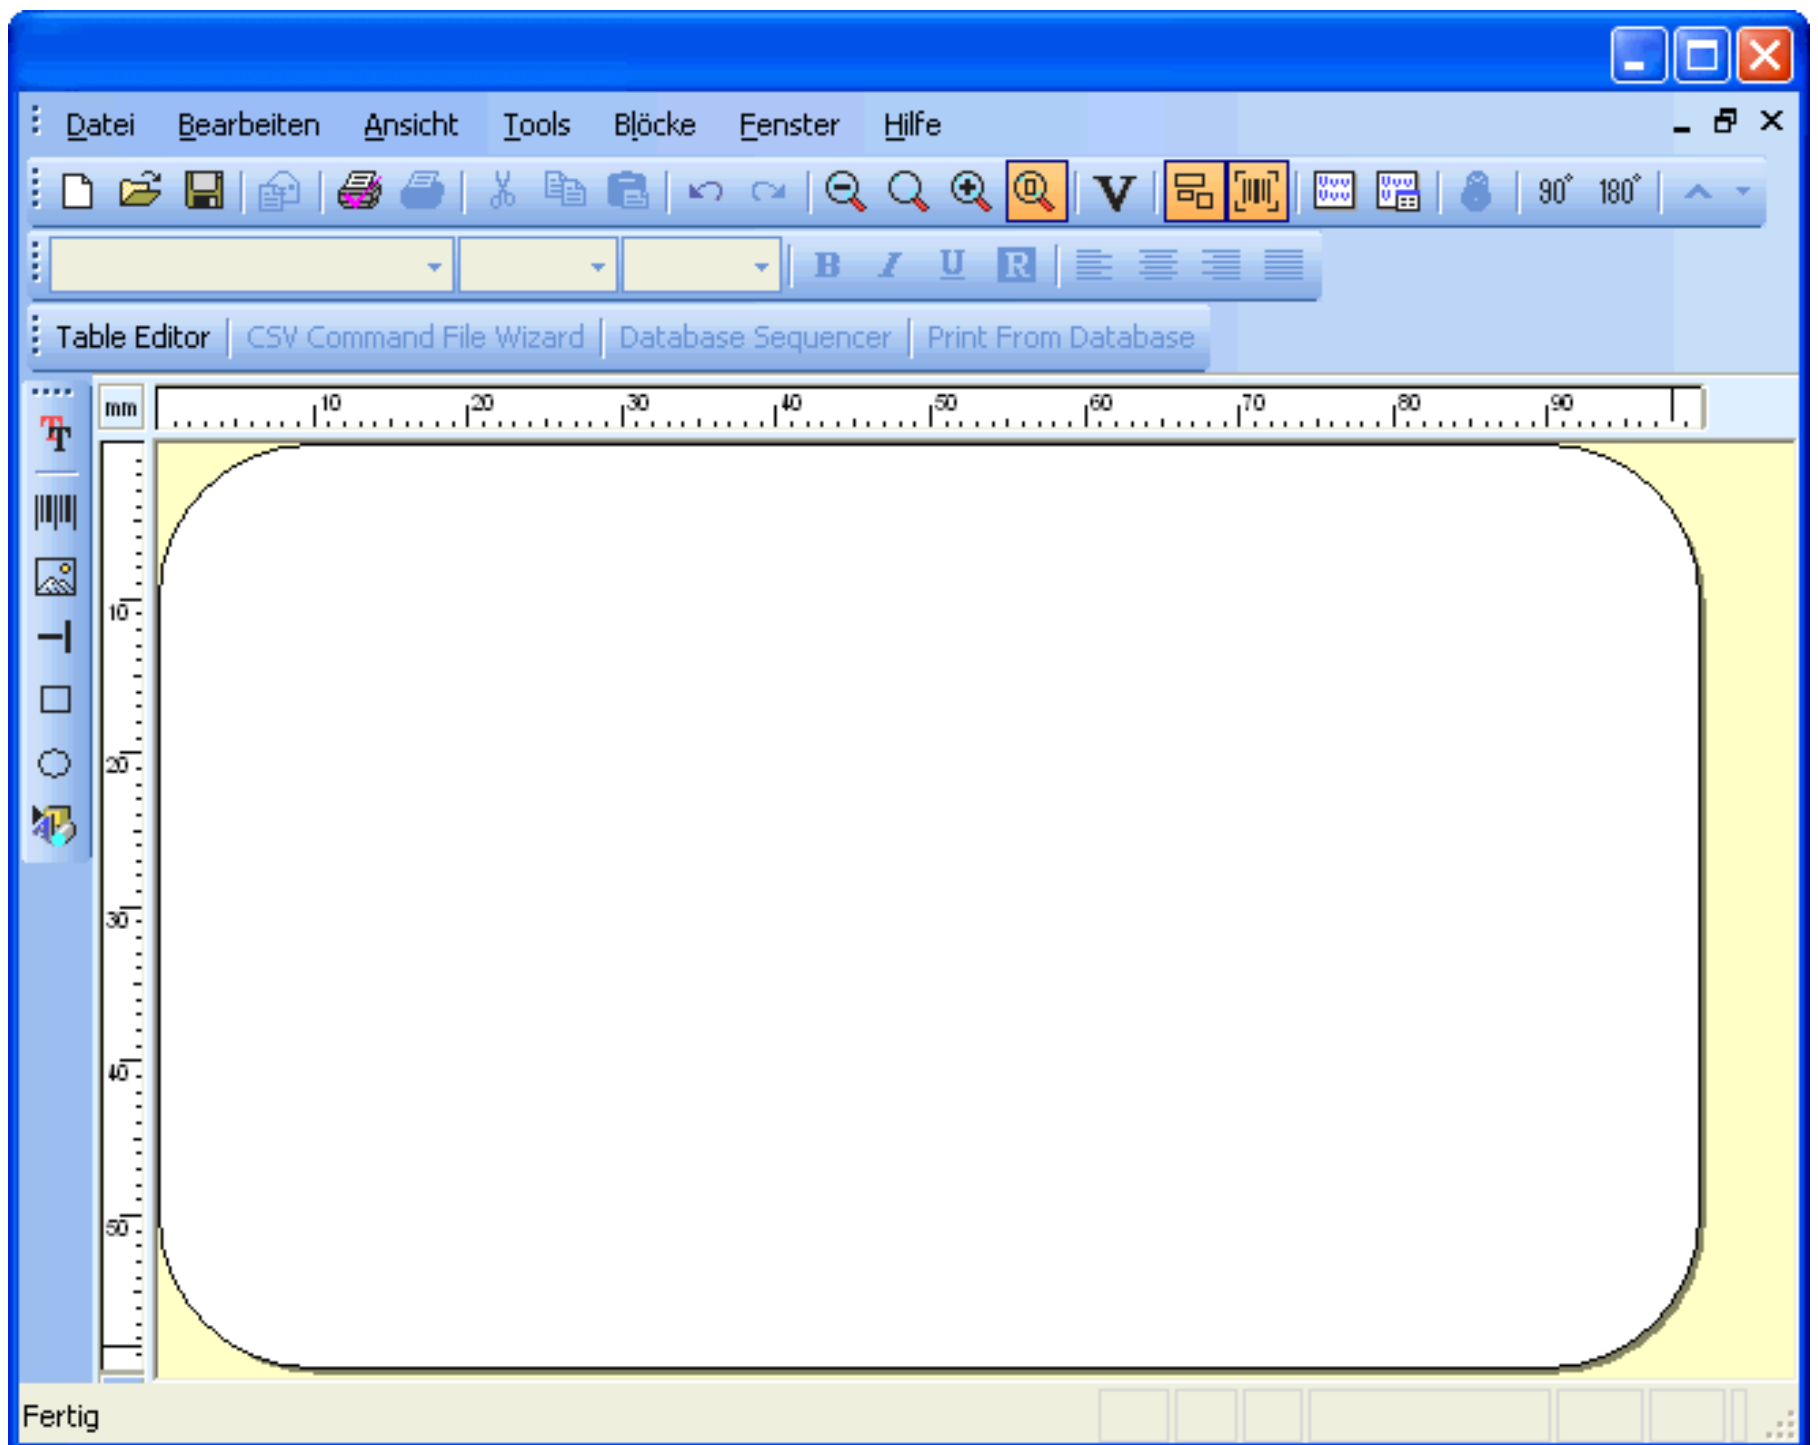 Datei Bearbeiten Ansicht Tools Blöcke Fenster Hilfe
V 90° 180°
B I U R
Table Editor CSV Command File Wizard Database Sequencer Print From Database
mm 10 20 30 40 50 60 70 80 90
10
20
30
40
50
Fertig